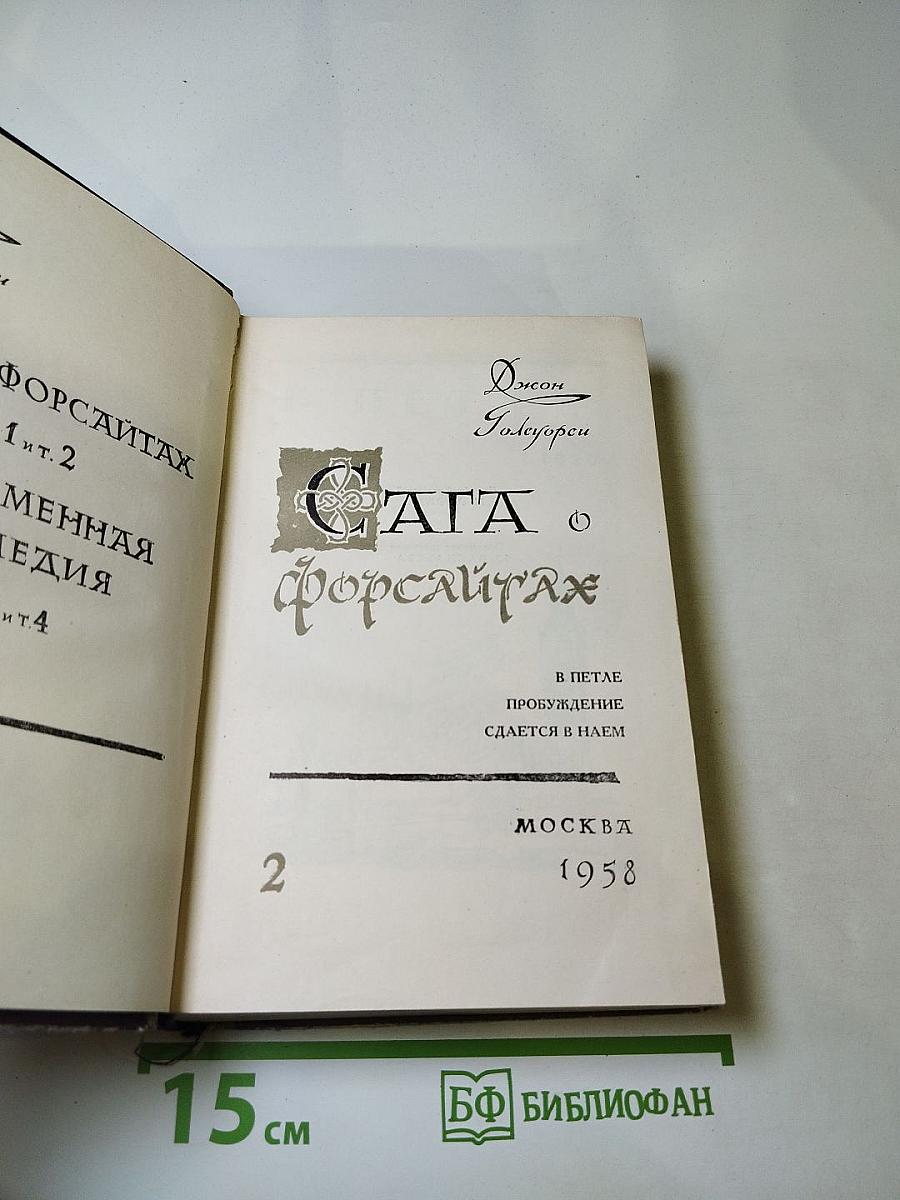 ФОРСАЙТАХ
1 и т. 2
МЕННАЯ
ЕДИЯ
и т. 4
Джон
Голсуорси
САГА О
ФОРСАЙТАХ
В ПЕТЛЕ
ПРОБУЖДЕНИЕ
СДАЕТСЯ В НАЕМ
МОСКВА
2
1958
15 см
БФ БИБЛИОФАН